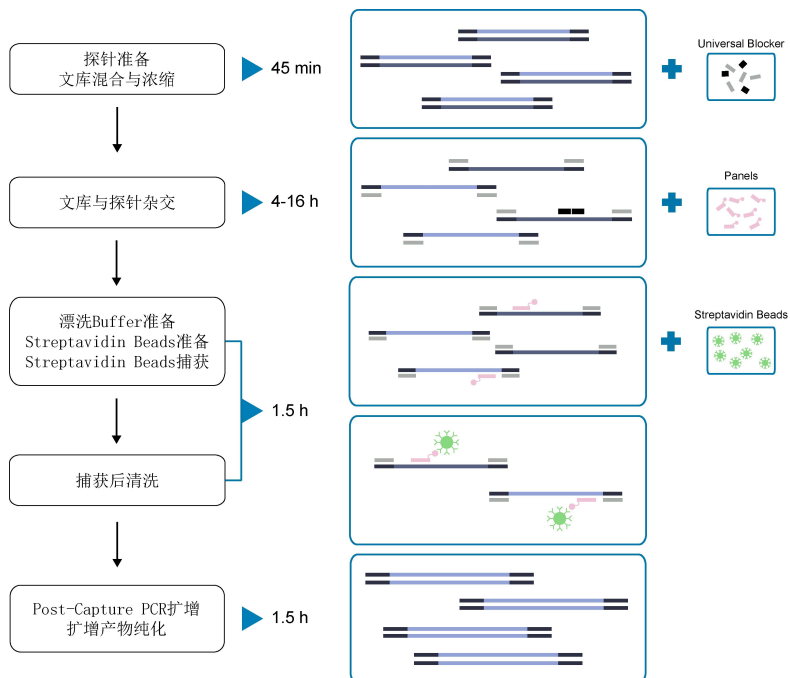 探针准备
文库混合与浓缩
45 min
Universal Blocker
文库与探针杂交
4-16 h
Panels
漂洗Buffer准备
Streptavidin Beads准备
Streptavidin Beads捕获
Streptavidin Beads
1.5 h
捕获后清洗
Post-Capture PCR扩增
扩增产物纯化
1.5 h